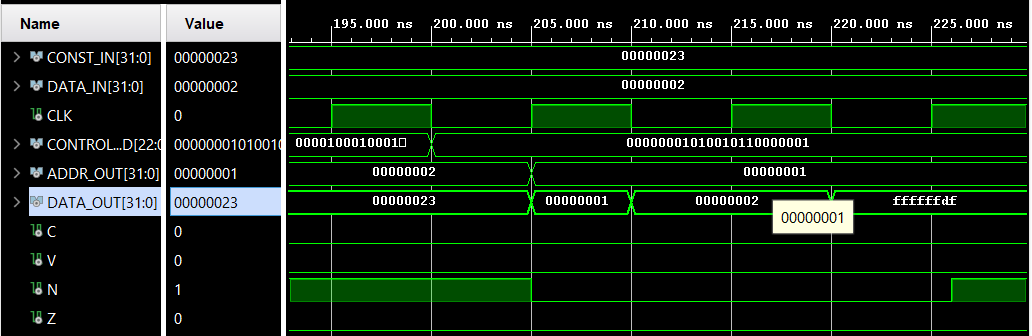 Name Value 195.000 ns 200.000 ns 205.000 ns 210.000 ns 215.000 ns 220.000 ns 225.000 ns
CONST_IN[31:0] 00000023 00000023
DATA_IN[31:0] 00000002 00000002
CLK 0
CONTROL...D[22:0 00000001010010 0000100010001 00000001010010110000001
ADDR_OUT[31:0] 00000001 00000002 00000001
DATA_OUT[31:0] 00000023 00000023 00000001 00000002 ffffffdf
00000001
C 0
V 0
N 1
Z 0